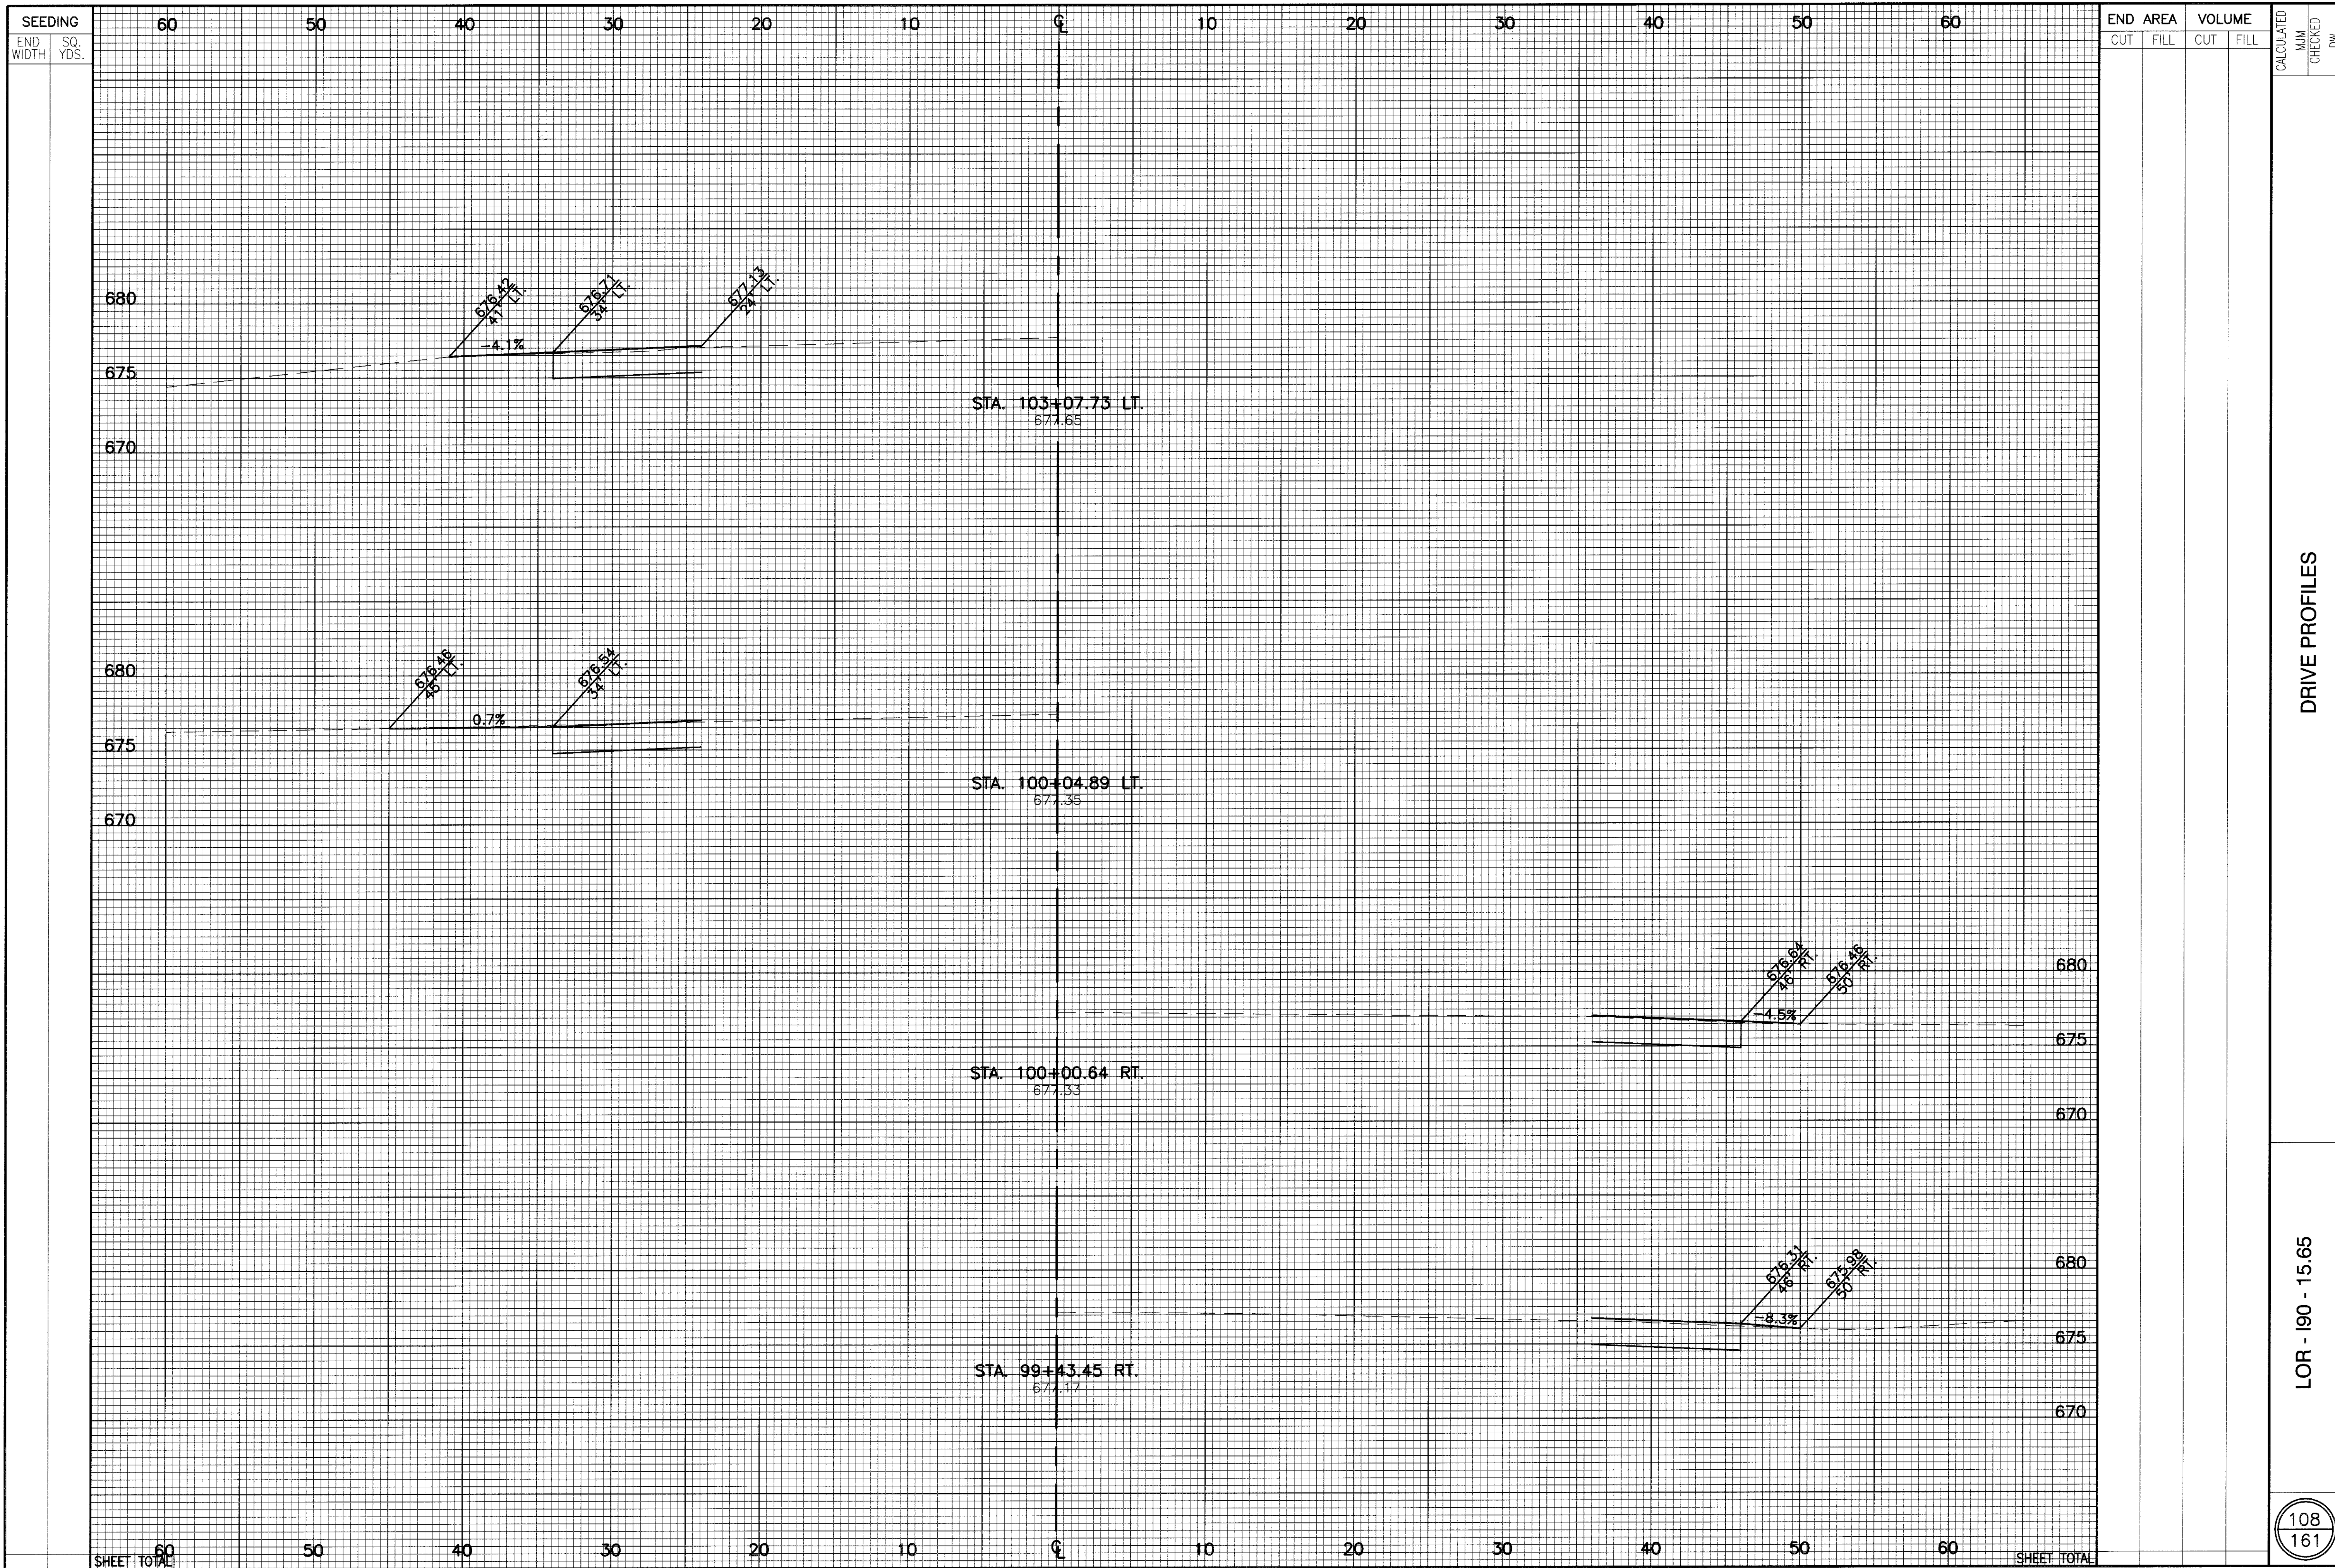 SEEDING
END WIDTH
SQ. YDS.
60 50 40 30 20 10 ℄ 10 20 30 40 50 60
END AREA VOLUME
CUT FILL CUT FILL
CALCULATED
MJM
CHECKED
680
675
670
676.42
41' LT.
676.71
34' LT.
677.13
24' LT.
-4.1%
STA. 103+07.73 LT.
677.65
680
675
670
676.46
45' LT.
676.54
34' LT.
0.7%
STA. 100+04.89 LT.
677.35
676.64
46' RT.
676.46
50' RT.
-4.5%
680
675
670
STA. 100+00.64 RT.
677.33
676.31
46' RT.
675.98
50' RT.
-8.3%
680
675
670
STA. 99+43.45 RT.
677.17
60 50 40 30 20 10 ℄ 10 20 30 40 50 60
SHEET TOTAL
SHEET TOTAL
DRIVE PROFILES
LOR - I90 - 15.65
108
161